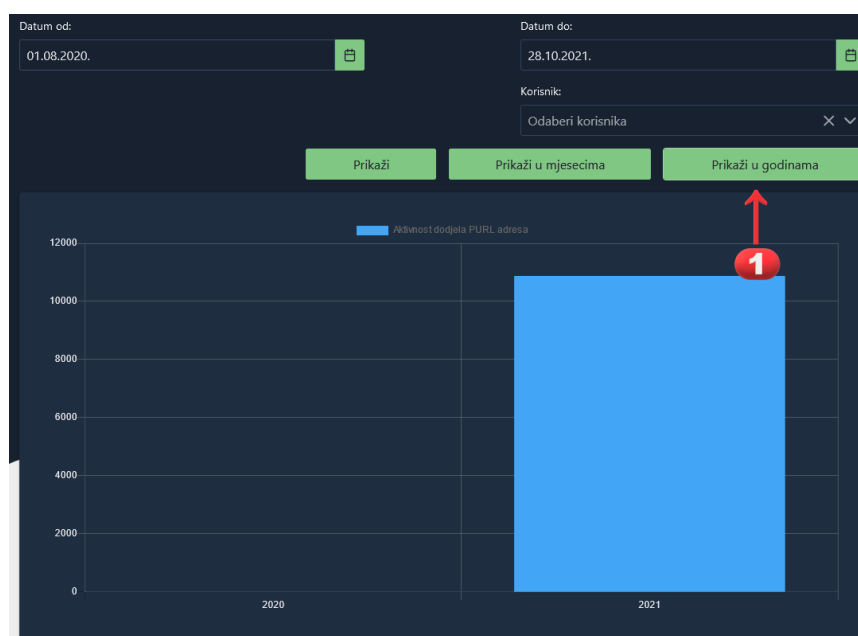 Datum od:
Datum do:
01.08.2020.
28.10.2021.
Korisnik:
Odaberi korisnika
Prikaži
Prikaži u mjesecima
Prikaži u godinama
Aktivnost dodjela PURL adresa
1
12000
10000
8000
6000
4000
2000
0
2020
2021